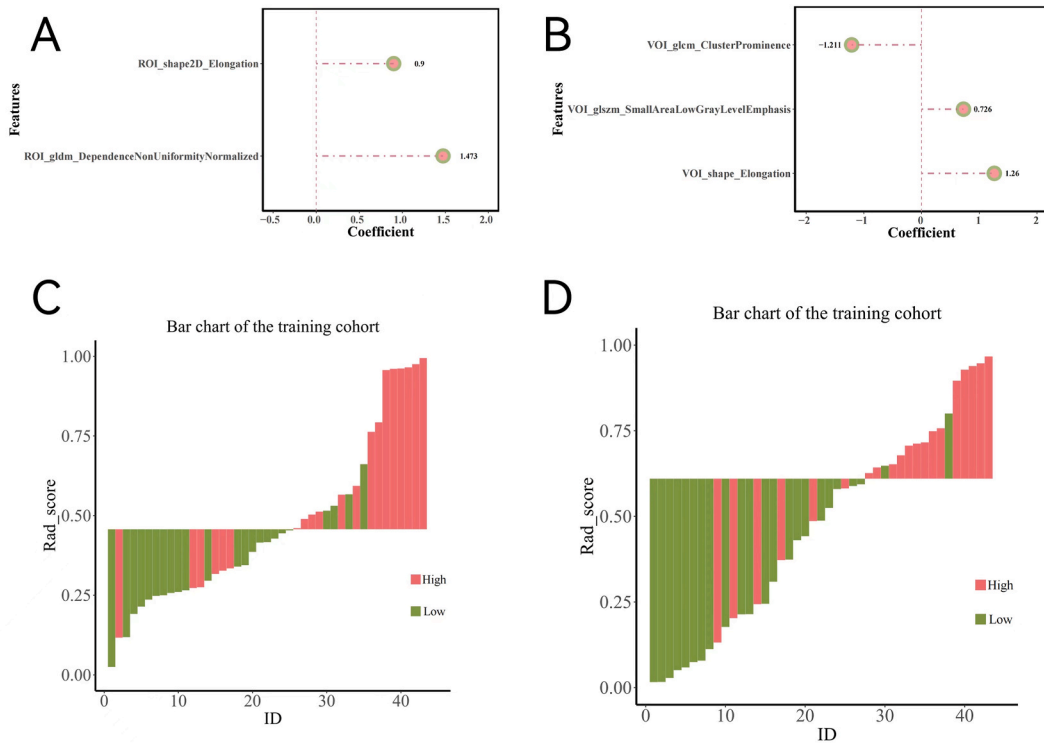 A
Features
ROI_shape2D_Elongation
0.9
ROI_gldm_DependenceNonUniformityNormalized
1.473
−0.5 0.0 0.5 1.0 1.5 2.0
Coefficient
B
Features
VOI_glcm_ClusterProminence
−1.211
VOI_glszm_SmallAreaLowGrayLevelEmphasis
0.726
VOI_shape_Elongation
1.26
−2 −1 0 1 2
Coefficient
C
Bar chart of the training cohort
Rad_score
1.00
0.75
0.50
0.25
0.00
High
Low
0 10 20 30 40
ID
D
Bar chart of the training cohort
Rad_score
1.00
0.75
0.50
0.25
0.00
High
Low
0 10 20 30 40
ID